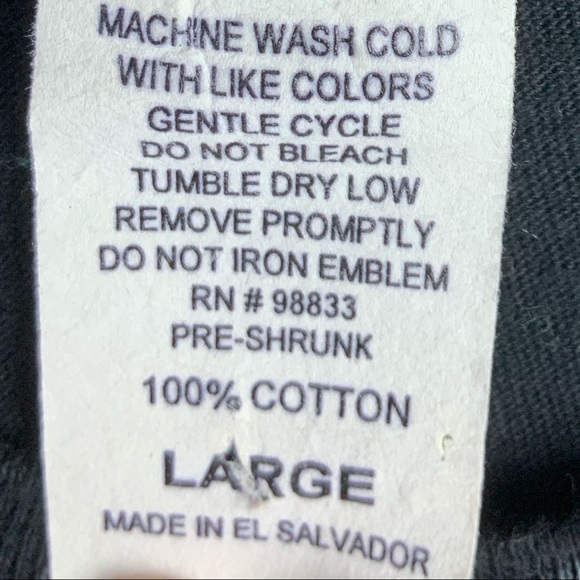 MACHINE WASH COLD
WITH LIKE COLORS
GENTLE CYCLE
DO NOT BLEACH
TUMBLE DRY LOW
REMOVE PROMPTLY
DO NOT IRON EMBLEM
RN # 98833
PRE-SHRUNK
100% COTTON
LARGE
MADE IN EL SALVADOR